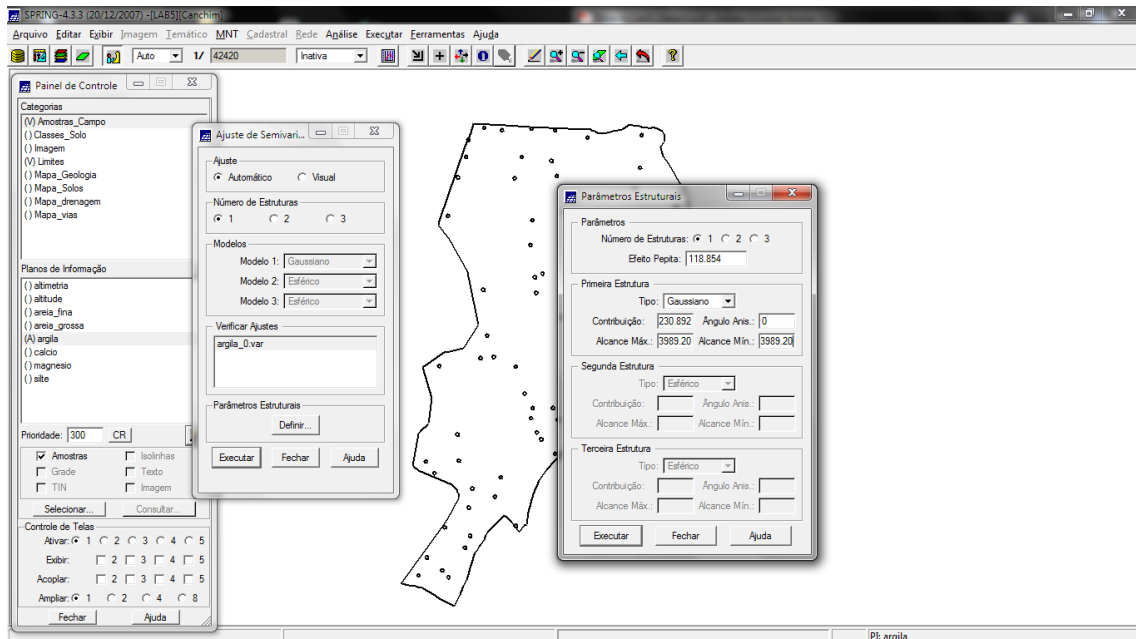 SPRING-4.3.3 (20/12/2007) -[LAB5][Canchim]
Arquivo Editar Exibir Imagem Temático MNT Cadastral Rede Análise Executar Ferramentas Ajuda
Auto 1/ 42420 Inativa
Painel de Controle
Categorias
(V) Amostras_Campo
( ) Classes_Solo
( ) Imagem
(V) Limites
( ) Mapa_Geologia
( ) Mapa_Solos
( ) Mapa_drenagem
( ) Mapa_vias
Planos de Informação
( ) altimetria
( ) altitude
( ) areia_fina
( ) areia_grossa
(A) argila
( ) calcio
( ) magnesio
( ) silte
Prioridade: 300 CR
Amostras Isolinhas
Grade Texto
TIN Imagem
Selecionar... Consultar...
Controle de Telas
Ativar: 1 2 3 4 5
Exibir: 2 3 4 5
Acoplar: 2 3 4 5
Ampliar: 1 2 4 8
Fechar Ajuda
Ajuste de Semivari...
Ajuste
Automático Visual
Número de Estruturas
1 2 3
Modelos
Modelo 1: Gaussiano
Modelo 2: Esférico
Modelo 3: Esférico
Verificar Ajustes
argila_0.var
Parâmetros Estruturais
Definir...
Executar Fechar Ajuda
Parâmetros Estruturais
Parâmetros
Número de Estruturas: 1 2 3
Efeito Pepita: 118.854
Primeira Estrutura
Tipo: Gaussiano
Contribuição: 230.892 Ângulo Anis.: 0
Alcance Máx.: 3989.20 Alcance Mín.: 3989.20
Segunda Estrutura
Tipo: Esférico
Contribuição: Ângulo Anis.:
Alcance Máx.: Alcance Mín.:
Terceira Estrutura
Tipo: Esférico
Contribuição: Ângulo Anis.:
Alcance Máx.: Alcance Mín.:
Executar Fechar Ajuda
PI: argila